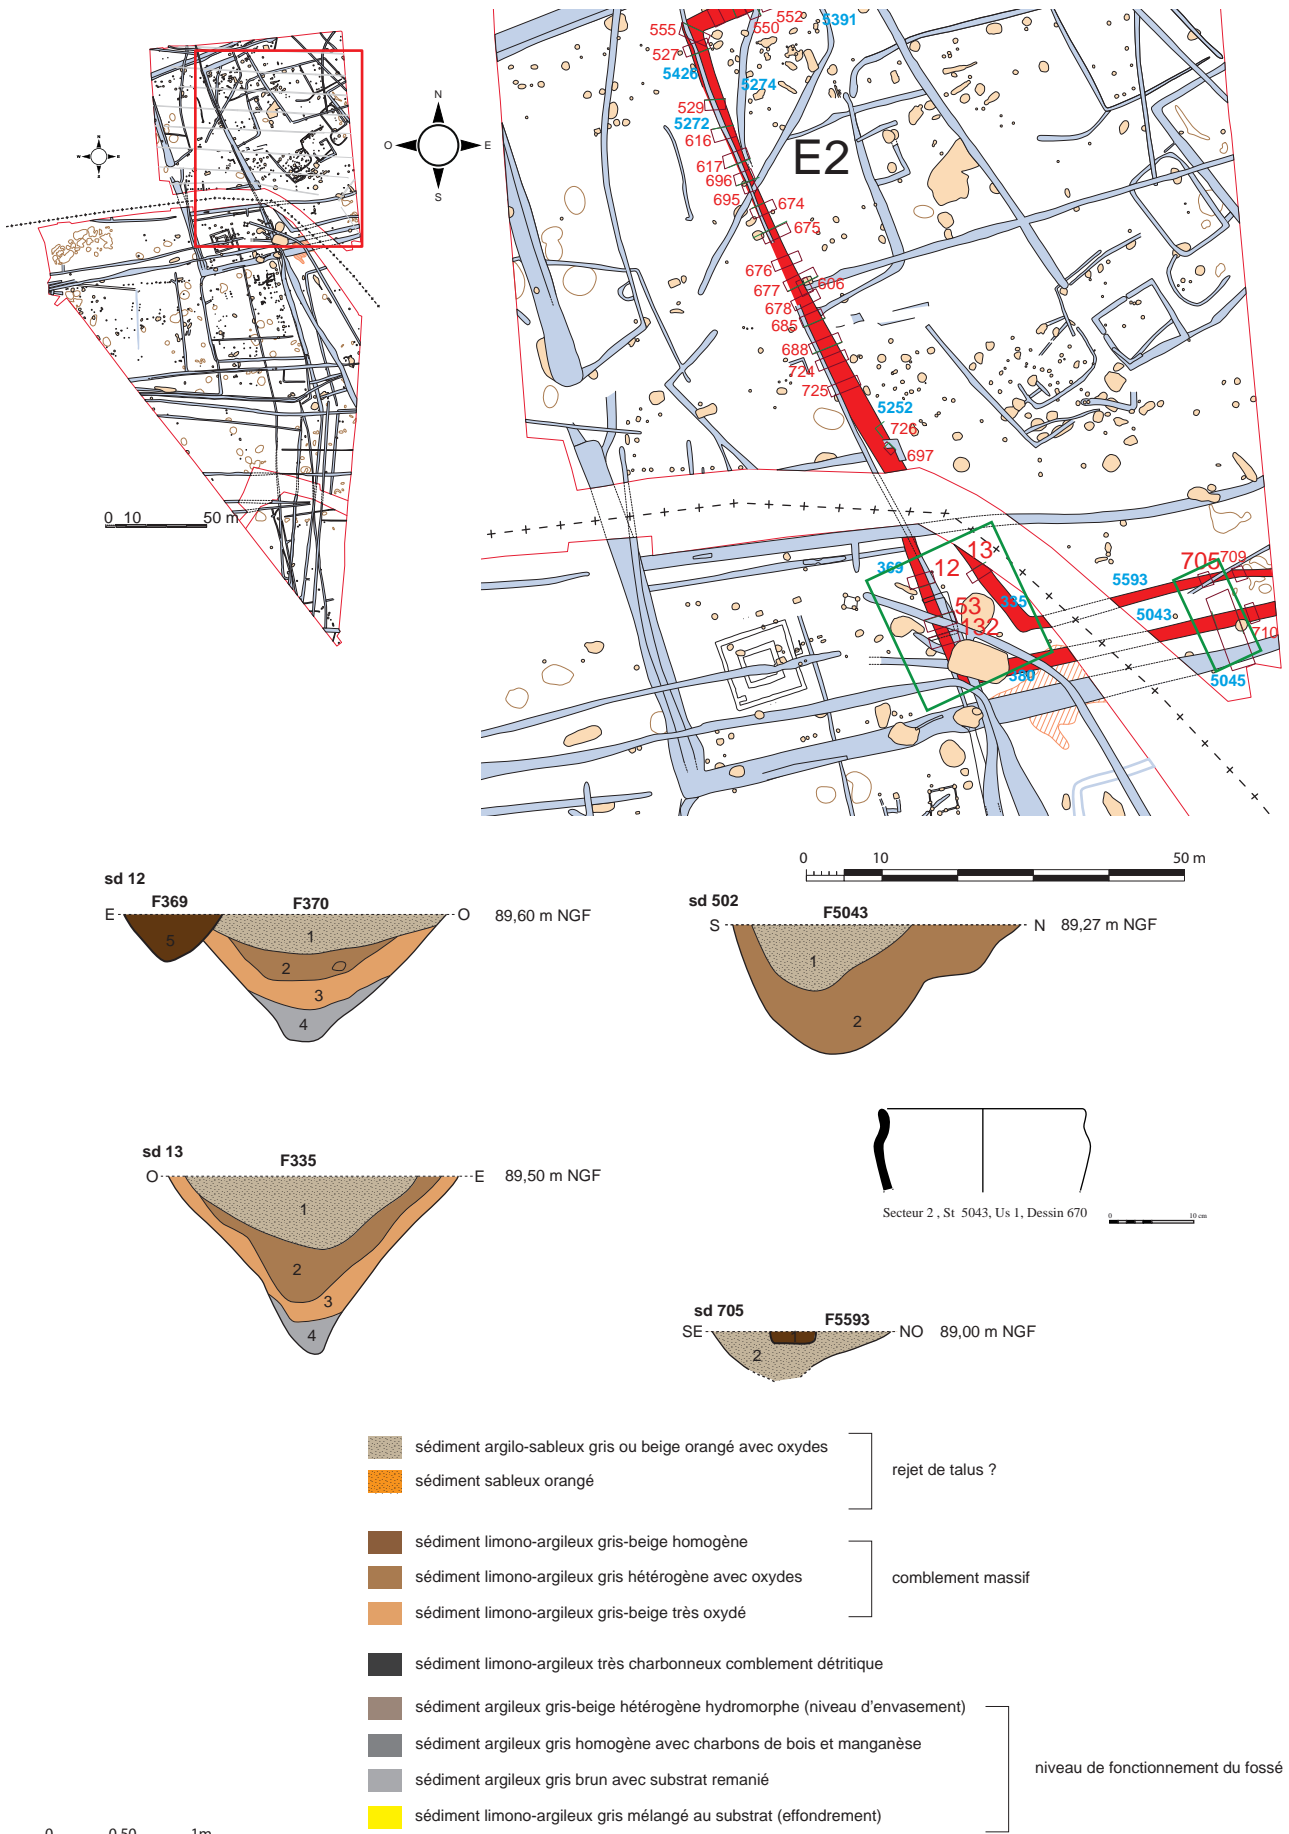 N
O E
S
0 10 50 m
555
527
5426
529
5272
616
617
696
695
552
550
5391
5274
E2
674
675
676
677
606
678
685
688
724
725
5252
726
697
369
12
13
53
132
335
380
705
709
5593
5043
710
5045
0 10 50 m
sd 12
F369 F370
E O 89,60 m NGF
5
1
2
3
4
sd 502
F5043
S N 89,27 m NGF
1
2
sd 13
F335
O E 89,50 m NGF
1
2
3
4
Secteur 2 , St 5043, Us 1, Dessin 670
0 10 cm
sd 705
F5593
SE NO 89,00 m NGF
1
2
sédiment argilo-sableux gris ou beige orangé avec oxydes
sédiment sableux orangé
rejet de talus ?
sédiment limono-argileux gris-beige homogène
sédiment limono-argileux gris hétérogène avec oxydes
sédiment limono-argileux gris-beige très oxydé
comblement massif
sédiment limono-argileux très charbonneux comblement détritique
sédiment argileux gris-beige hétérogène hydromorphe (niveau d'envasement)
sédiment argileux gris homogène avec charbons de bois et manganèse
sédiment argileux gris brun avec substrat remanié
sédiment limono-argileux gris mélangé au substrat (effondrement)
niveau de fonctionnement du fossé
0 0,50 1m